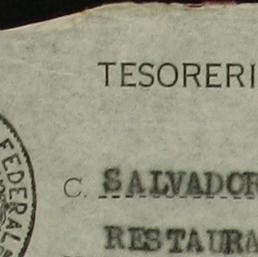 TESORERI
FEDERAL
C. SALVADOR
RESTAURA